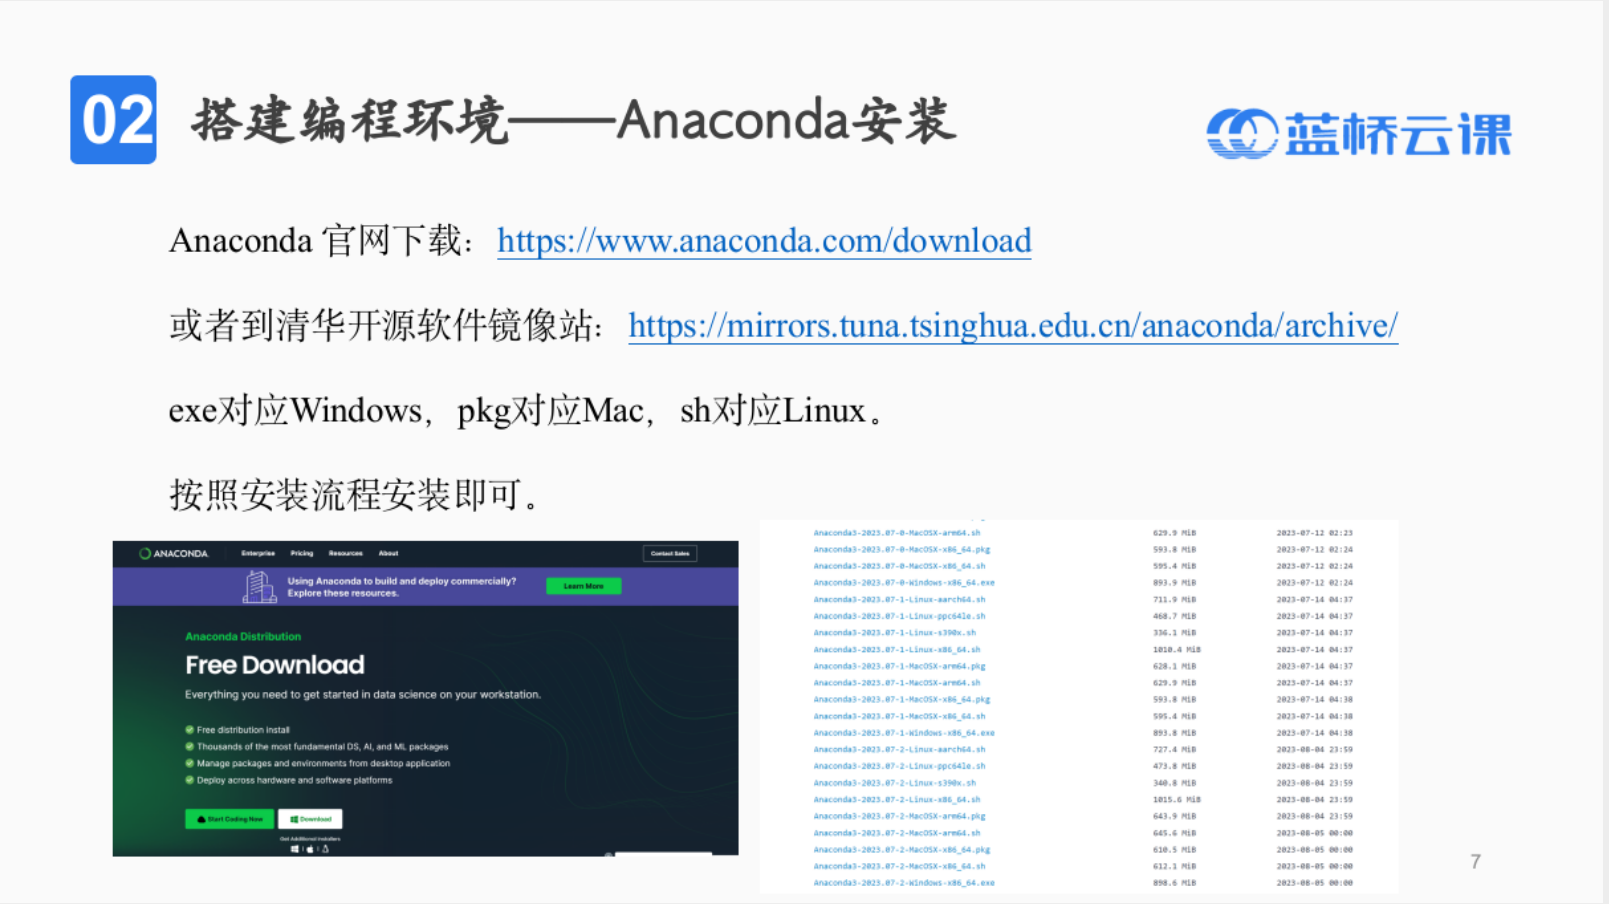 02 搭建编程环境——Anaconda安装
蓝桥云课
Anaconda 官网下载：https://www.anaconda.com/download
或者到清华开源软件镜像站：https://mirrors.tuna.tsinghua.edu.cn/anaconda/archive/
exe对应Windows，pkg对应Mac，sh对应Linux。
按照安装流程安装即可。
ANACONDA. Enterprise Pricing Resources About Contact Sales
Using Anaconda to build and deploy commercially?
Explore these resources.
Learn More
Anaconda Distribution
Free Download
Everything you need to get started in data science on your workstation.
Free distribution install
Thousands of the most fundamental DS, AI, and ML packages
Manage packages and environments from desktop application
Deploy across hardware and software platforms
Start Coding Now Download
Get Additional Installers
Anaconda3-2023.07-0-MacOSX-arm64.sh 629.9 MiB 2023-07-12 02:23
Anaconda3-2023.07-0-MacOSX-x86_64.pkg 593.8 MiB 2023-07-12 02:24
Anaconda3-2023.07-0-MacOSX-x86_64.sh 595.4 MiB 2023-07-12 02:24
Anaconda3-2023.07-0-Windows-x86_64.exe 893.9 MiB 2023-07-12 02:24
Anaconda3-2023.07-1-Linux-aarch64.sh 711.9 MiB 2023-07-14 04:37
Anaconda3-2023.07-1-Linux-ppc64le.sh 468.7 MiB 2023-07-14 04:37
Anaconda3-2023.07-1-Linux-s390x.sh 336.1 MiB 2023-07-14 04:37
Anaconda3-2023.07-1-Linux-x86_64.sh 1010.4 MiB 2023-07-14 04:37
Anaconda3-2023.07-1-MacOSX-arm64.pkg 628.1 MiB 2023-07-14 04:37
Anaconda3-2023.07-1-MacOSX-arm64.sh 629.9 MiB 2023-07-14 04:37
Anaconda3-2023.07-1-MacOSX-x86_64.pkg 593.8 MiB 2023-07-14 04:38
Anaconda3-2023.07-1-MacOSX-x86_64.sh 595.4 MiB 2023-07-14 04:38
Anaconda3-2023.07-1-Windows-x86_64.exe 893.8 MiB 2023-07-14 04:38
Anaconda3-2023.07-2-Linux-aarch64.sh 727.4 MiB 2023-08-04 23:59
Anaconda3-2023.07-2-Linux-ppc64le.sh 473.8 MiB 2023-08-04 23:59
Anaconda3-2023.07-2-Linux-s390x.sh 340.8 MiB 2023-08-04 23:59
Anaconda3-2023.07-2-Linux-x86_64.sh 1015.6 MiB 2023-08-04 23:59
Anaconda3-2023.07-2-MacOSX-arm64.pkg 643.9 MiB 2023-08-04 23:59
Anaconda3-2023.07-2-MacOSX-arm64.sh 645.6 MiB 2023-08-05 00:00
Anaconda3-2023.07-2-MacOSX-x86_64.pkg 610.5 MiB 2023-08-05 00:00
Anaconda3-2023.07-2-MacOSX-x86_64.sh 612.1 MiB 2023-08-05 00:00
Anaconda3-2023.07-2-Windows-x86_64.exe 898.6 MiB 2023-08-05 00:00
7